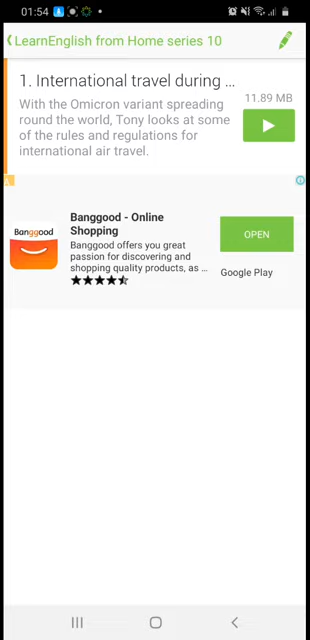 01:54
LearnEnglish from Home series 10
1. International travel during ...
11.89 MB
With the Omicron variant spreading
round the world, Tony looks at some
of the rules and regulations for
international air travel.
Banggood - Online
Shopping
Banggood
Banggood offers you great
passion for discovering and
shopping quality products, as ...
OPEN
Google Play